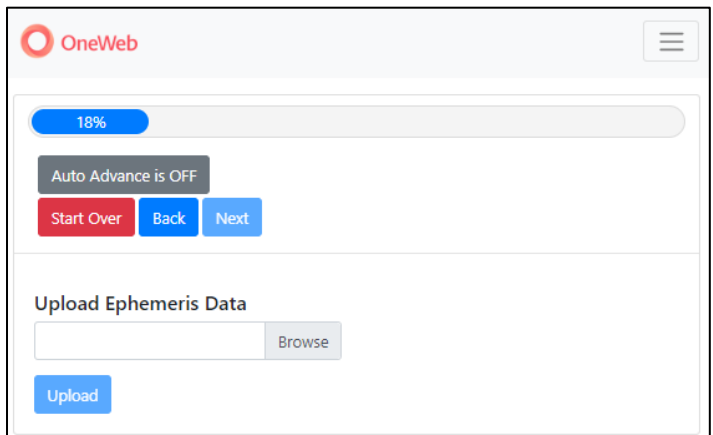 OneWeb
18%
Auto Advance is OFF
Start Over Back Next
Upload Ephemeris Data
Browse
Upload